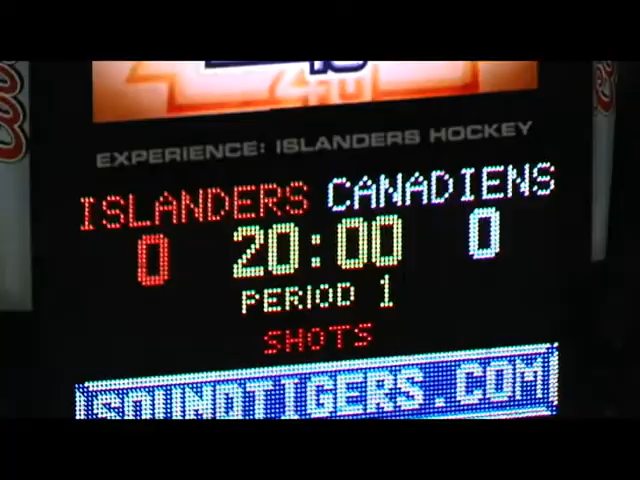 EXPERIENCE: ISLANDERS HOCKEY
ISLANDERS CANADIENS
0 20:00 0
PERIOD 1
SHOTS
SOUNDTIGERS.COM